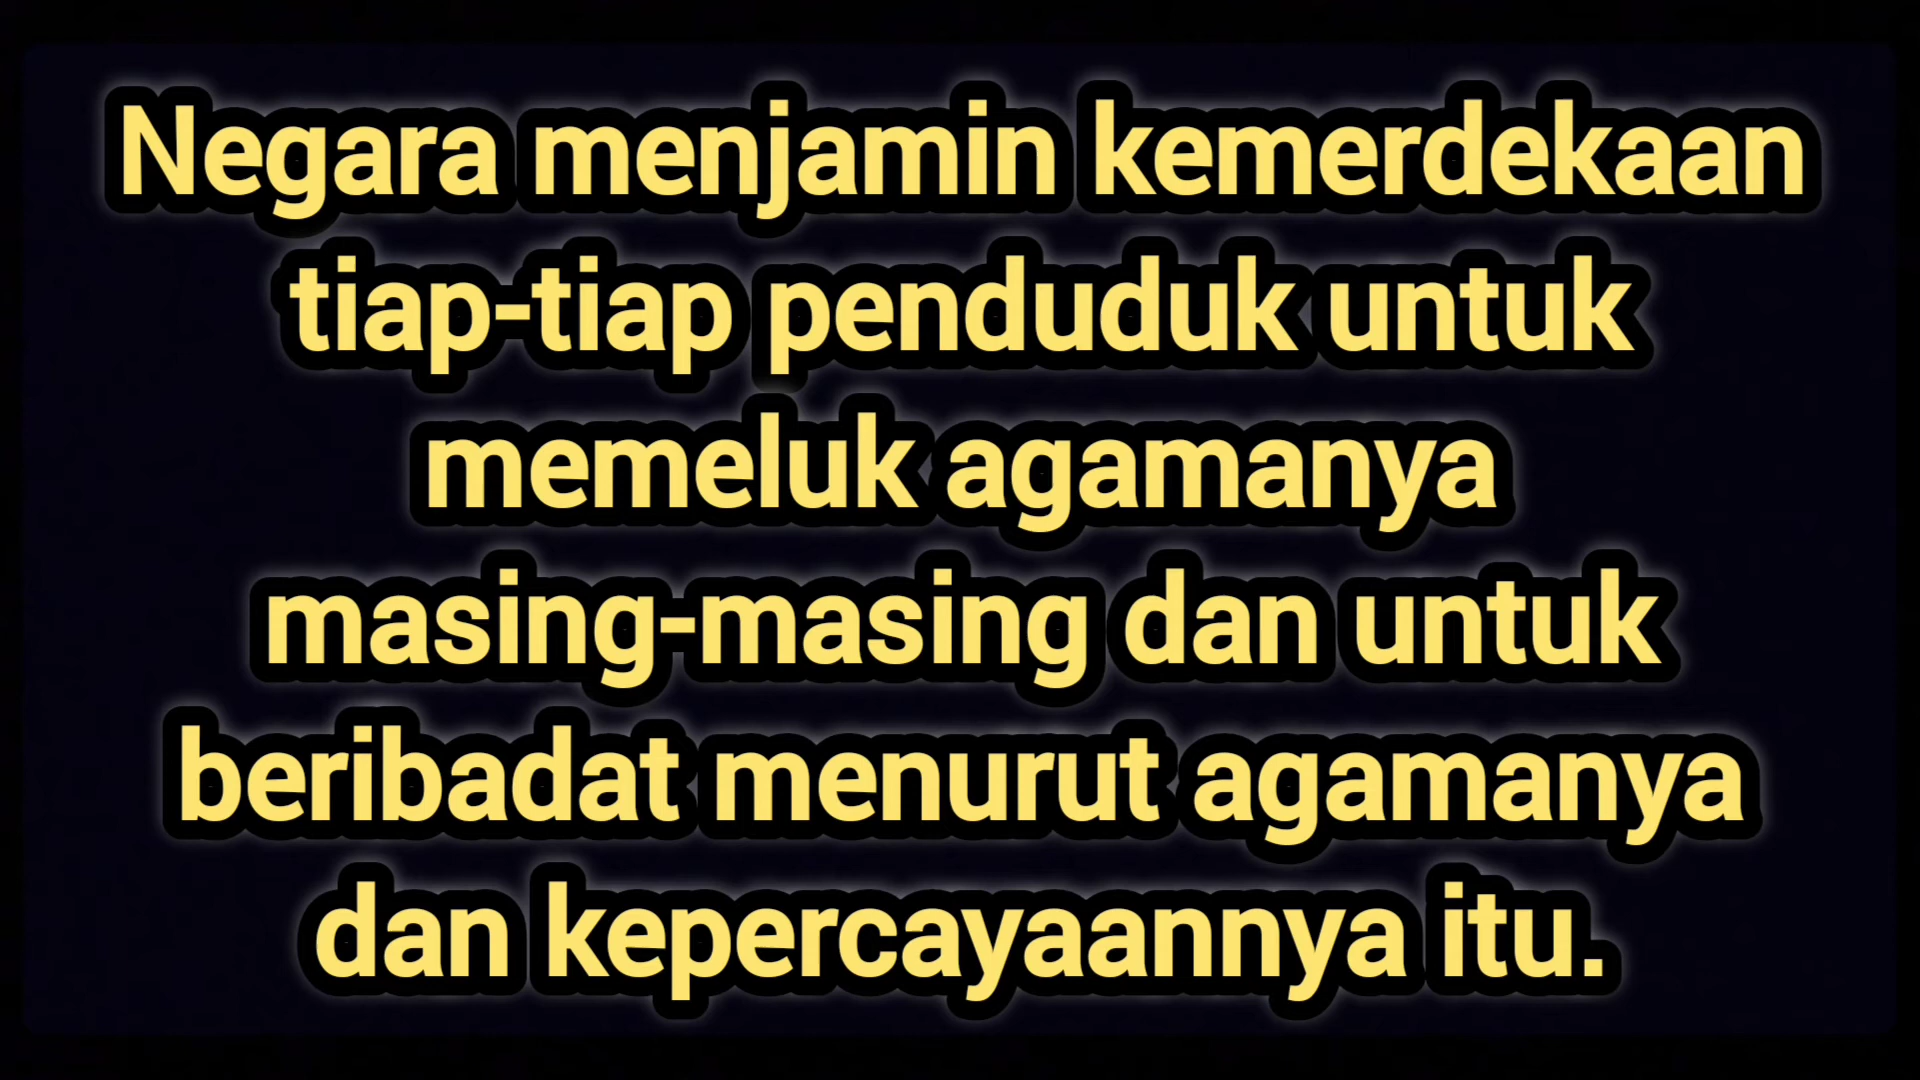 Negara menjamin kemerdekaan
tiap-tiap penduduk untuk
memeluk agamanya
masing-masing dan untuk
beribadat menurut agamanya
dan kepercayaannya itu.